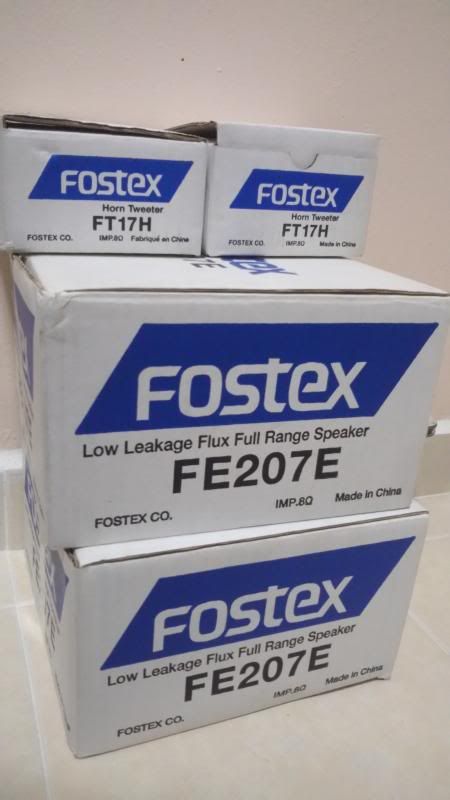 FOSTEX
Horn Tweeter
FT17H
FOSTEX CO. IMP.8Ω Fabriqué en China
FOSTEX
Horn Tweeter
FT17H
FOSTEX CO. IMP.8Ω Made in China
FOSTEX
Low Leakage Flux Full Range Speaker
FE207E
FOSTEX CO. IMP.8Ω Made in China
FOSTEX
Low Leakage Flux Full Range Speaker
FE207E
FOSTEX CO. IMP.8Ω Made in China